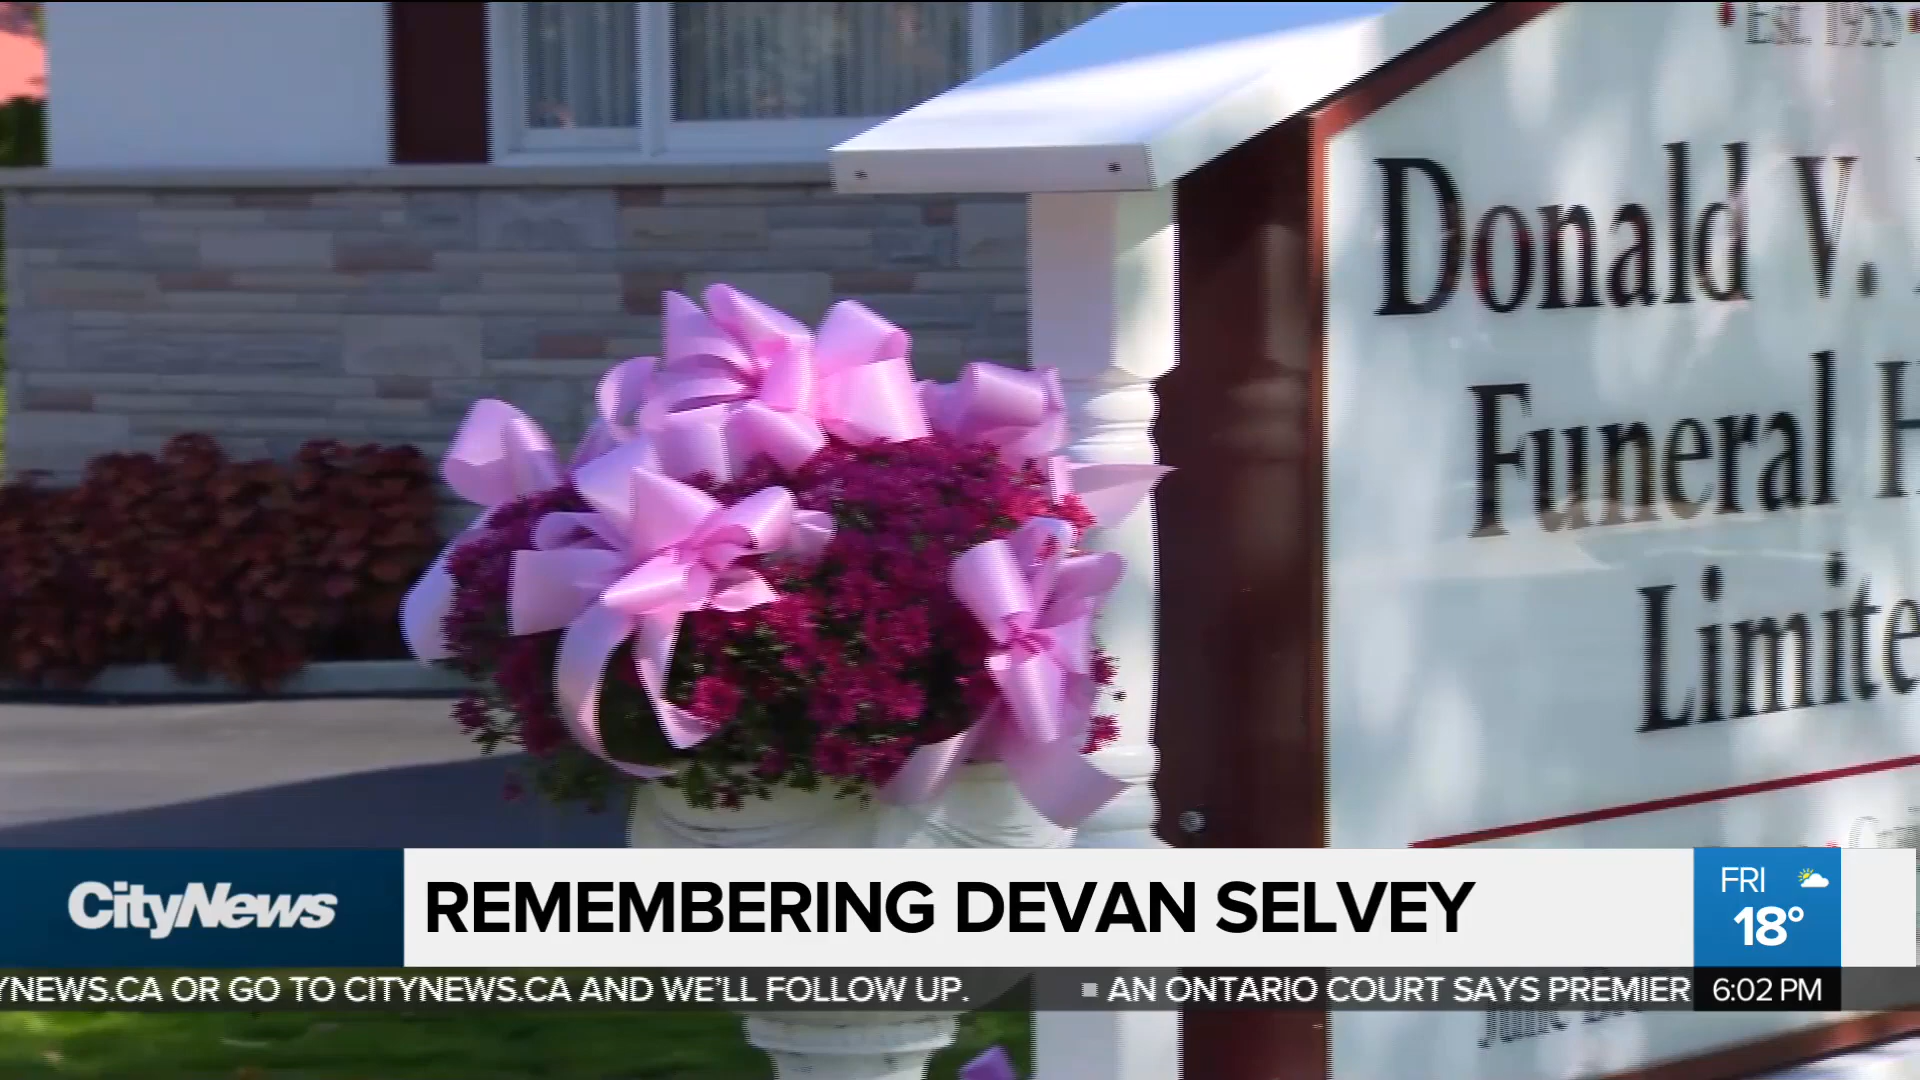 Est. 1955
Donald V.
Funeral H
Limite
CityNews
REMEMBERING DEVAN SELVEY
FRI
18°
YNEWS.CA OR GO TO CITYNEWS.CA AND WE'LL FOLLOW UP.
AN ONTARIO COURT SAYS PREMIER
6:02 PM